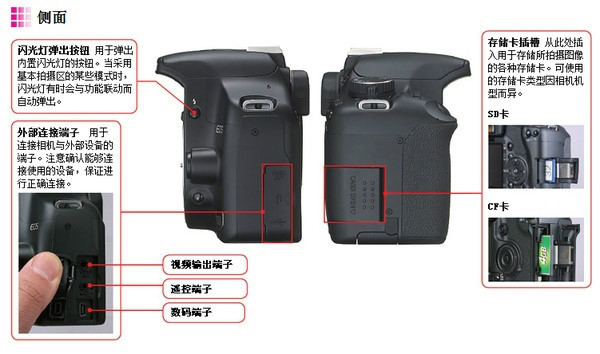 侧面
闪光灯弹出按钮 用于弹出
内置闪光灯的按钮。当采用
基本拍摄区的某些模式时，
闪光灯有时会与功能联动而
自动弹出。
外部连接端子 用于
连接相机与外部设备的
端子。注意确认能够连
接使用的设备，保证进
行正确连接。
EOS
视频输出端子
遥控端子
数码端子
EOS
存储卡插槽 从此处插
入用于存储所拍摄图像
的各种存储卡。可使用
的存储卡类型因相机机
型而异。
SD卡
CF卡